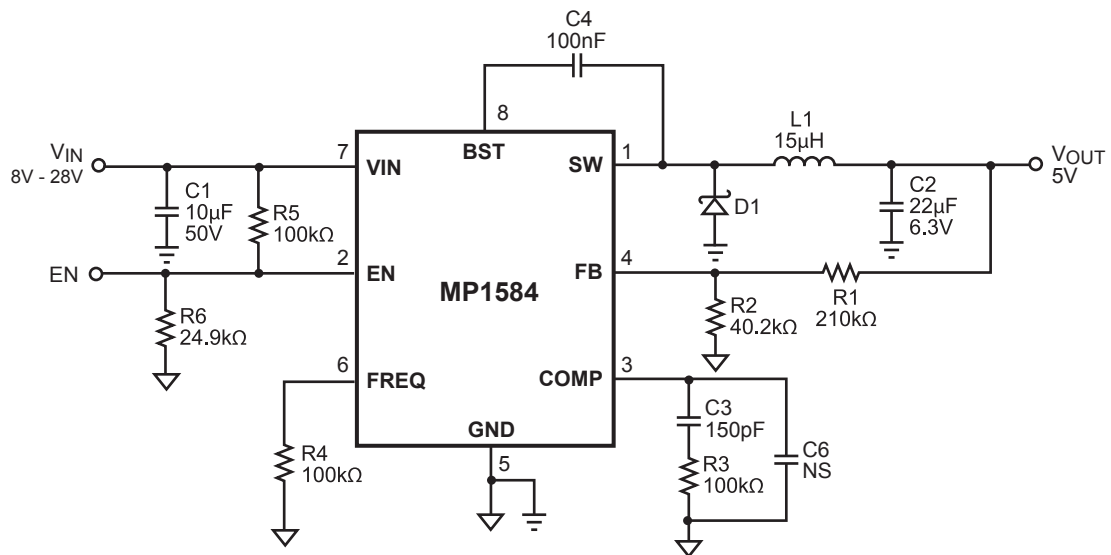 C4
100nF
8
VIN
8V - 28V
7
VIN
BST
SW
1
L1
15µH
VOUT
5V
C1
10µF
50V
R5
100kΩ
D1
C2
22µF
6.3V
EN
2
EN
MP1584
FB
4
R6
24.9kΩ
R2
40.2kΩ
R1
210kΩ
6
FREQ
COMP
3
R4
100kΩ
GND
5
C3
150pF
R3
100kΩ
C6
NS